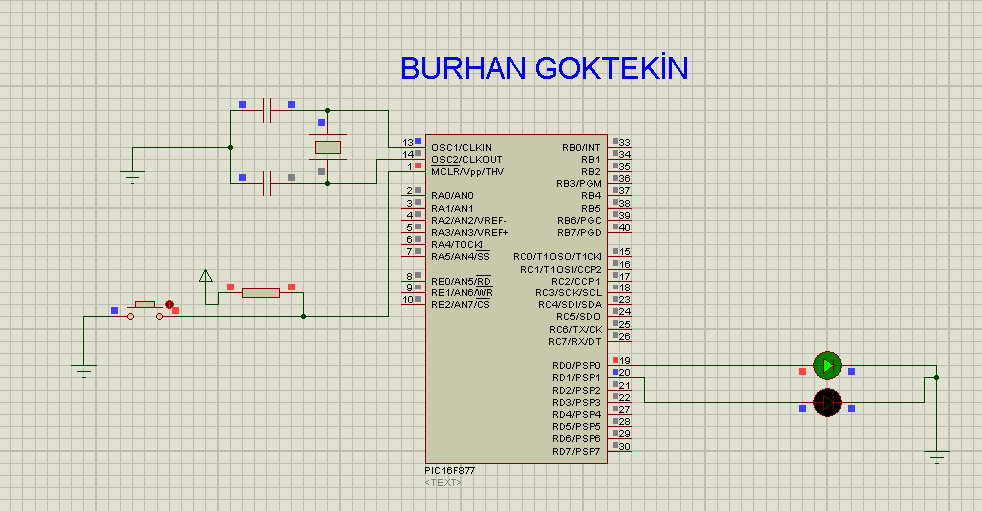 BURHAN GOKTEKİN
13 OSC1/CLKIN RB0/INT 33
14 OSC2/CLKOUT RB1 34
1 MCLR/Vpp/THV RB2 35
RB3/PGM 36
2 RA0/AN0 RB4 37
3 RA1/AN1 RB5 38
4 RA2/AN2/VREF- RB6/PGC 39
5 RA3/AN3/VREF+ RB7/PGD 40
6 RA4/T0CKI
7 RA5/AN4/SS RC0/T1OSO/T1CKI 15
RC1/T1OSI/CCP2 16
8 RE0/AN5/RD RC2/CCP1 17
9 RE1/AN6/WR RC3/SCK/SCL 18
10 RE2/AN7/CS RC4/SDI/SDA 23
RC5/SDO 24
RC6/TX/CK 25
RC7/RX/DT 26
RD0/PSP0 19
RD1/PSP1 20
RD2/PSP2 21
RD3/PSP3 22
RD4/PSP4 27
RD5/PSP5 28
RD6/PSP6 29
RD7/PSP7 30
PIC16F877
<TEXT>